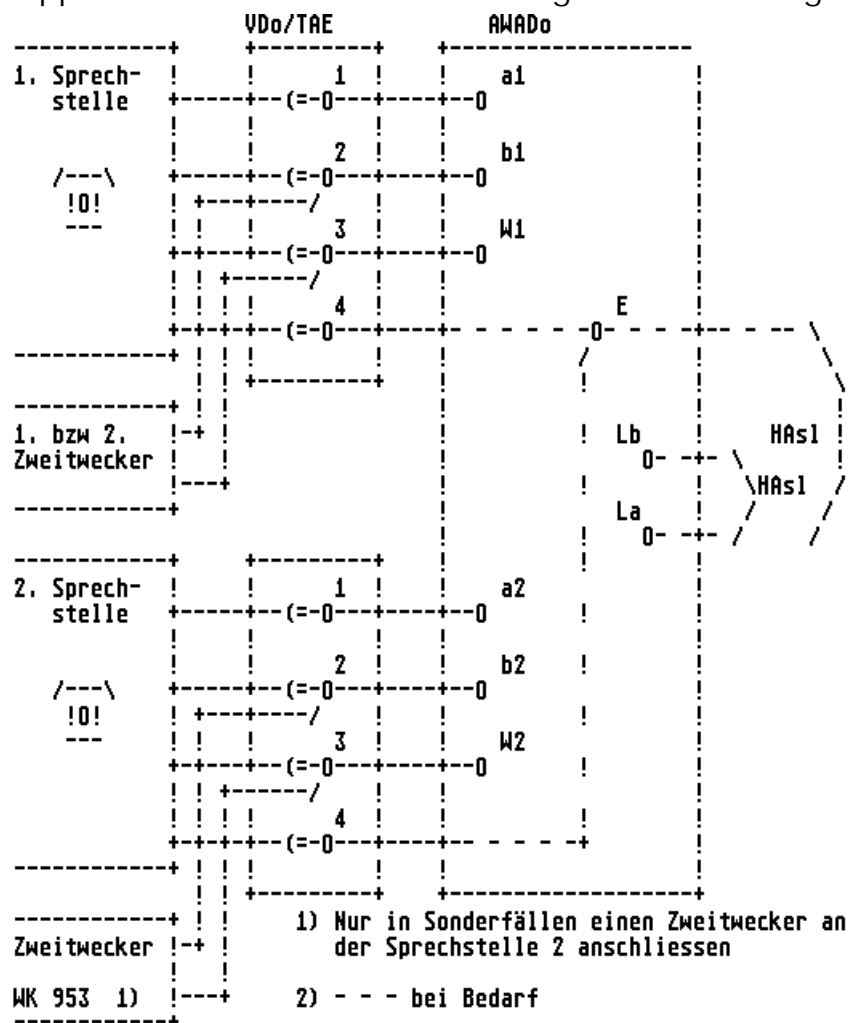 VDo/TAE AWADo
1. Sprech- 1 a1
stelle
2 b1
!O!
3 W1
4 E
1. bzw 2. Lb HAsl
Zweitwecker
HAsl
La
2. Sprech- 1 a2
stelle
2 b2
!O!
3 W2
4
1) Nur in Sonderfällen einen Zweitwecker an
Zweitwecker der Sprechstelle 2 anschliessen
WK 953 1) 2) - - - bei Bedarf